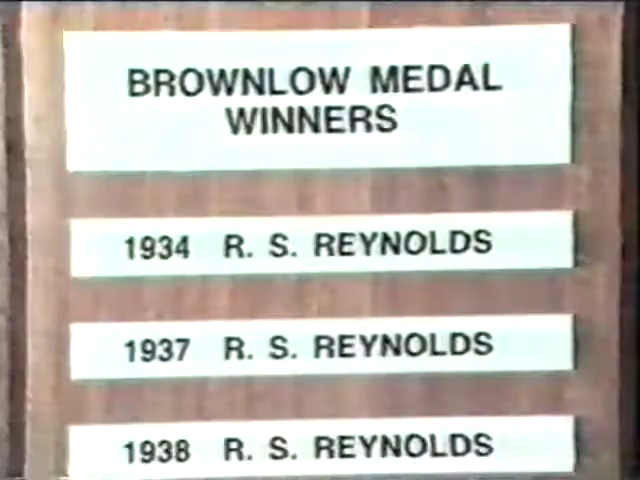 BROWNLOW MEDAL
WINNERS
1934 R. S. REYNOLDS
1937 R. S. REYNOLDS
1938 R. S. REYNOLDS